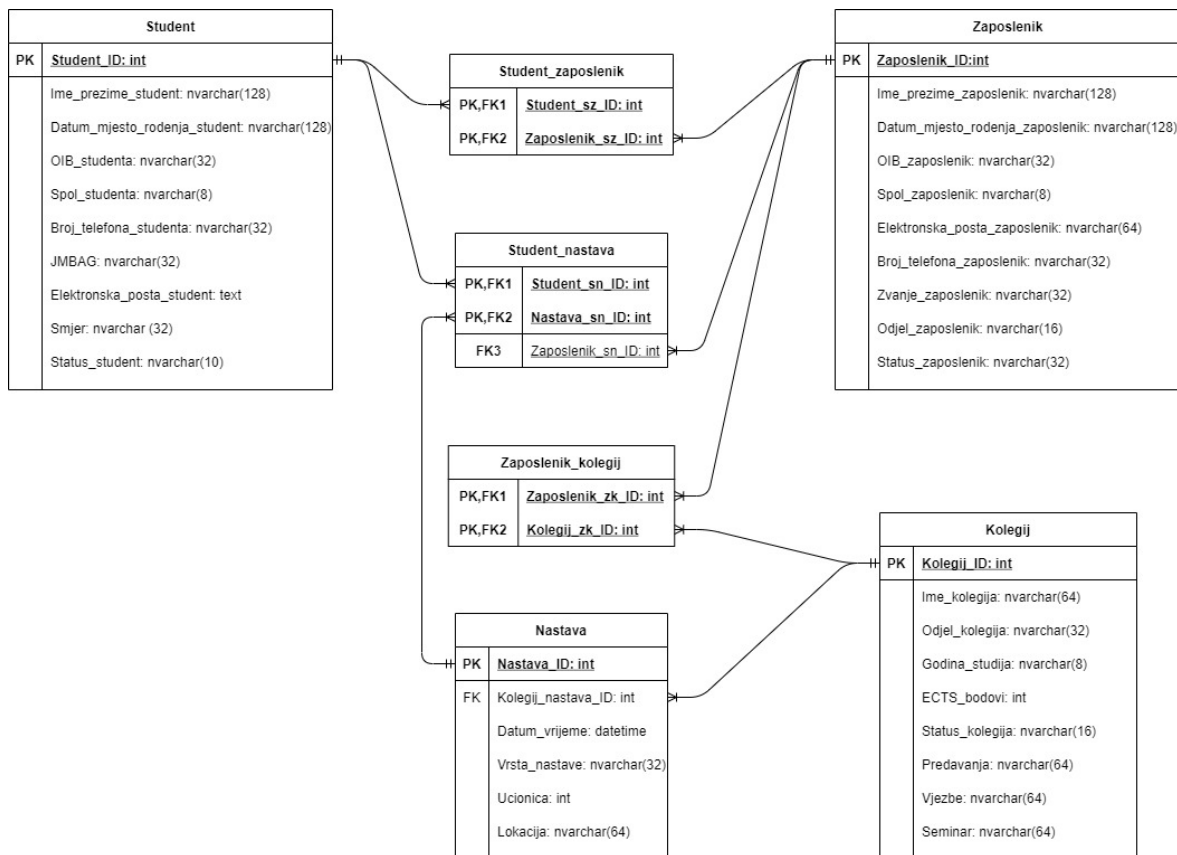 Student
PK Student_ID: int
Ime_prezime_student: nvarchar(128)
Datum_mjesto_rodenja_student: nvarchar(128)
OIB_studenta: nvarchar(32)
Spol_studenta: nvarchar(8)
Broj_telefona_studenta: nvarchar(32)
JMBAG: nvarchar(32)
Elektronska_posta_student: text
Smjer: nvarchar (32)
Status_student: nvarchar(10)
Student_zaposlenik
PK,FK1 Student_sz_ID: int
PK,FK2 Zaposlenik_sz_ID: int
Student_nastava
PK,FK1 Student_sn_ID: int
PK,FK2 Nastava_sn_ID: int
FK3 Zaposlenik_sn_ID: int
Zaposlenik_kolegij
PK,FK1 Zaposlenik_zk_ID: int
PK,FK2 Kolegij_zk_ID: int
Nastava
PK Nastava_ID: int
FK Kolegij_nastava_ID: int
Datum_vrijeme: datetime
Vrsta_nastave: nvarchar(32)
Ucionica: int
Lokacija: nvarchar(64)
Zaposlenik
PK Zaposlenik_ID:int
Ime_prezime_zaposlenik: nvarchar(128)
Datum_mjesto_rodenja_zaposlenik: nvarchar(128)
OIB_zaposlenik: nvarchar(32)
Spol_zaposlenik: nvarchar(8)
Elektronska_posta_zaposlenik: nvarchar(64)
Broj_telefona_zaposlenik: nvarchar(32)
Zvanje_zaposlenik: nvarchar(32)
Odjel_zaposlenik: nvarchar(16)
Status_zaposlenik: nvarchar(32)
Kolegij
PK Kolegij_ID: int
Ime_kolegija: nvarchar(64)
Odjel_kolegija: nvarchar(32)
Godina_studija: nvarchar(8)
ECTS_bodovi: int
Status_kolegija: nvarchar(16)
Predavanja: nvarchar(64)
Vjezbe: nvarchar(64)
Seminar: nvarchar(64)